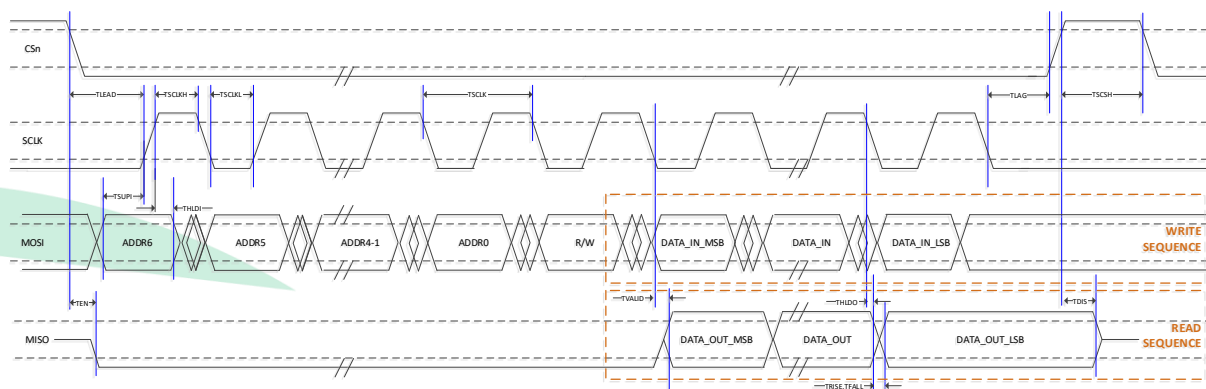 CSn
TLEAD
TSCLKH
TSCLKL
TSCLK
TLAG
TSCSH
SCLK
TSUPI
THLDI
MOSI
ADDR6
ADDR5
ADDR4-1
ADDR0
R/W
DATA_IN_MSB
DATA_IN
DATA_IN_LSB
WRITE
SEQUENCE
TEN
TVALID
THLDO
TDIS
MISO
DATA_OUT_MSB
DATA_OUT
DATA_OUT_LSB
READ
SEQUENCE
TRISE,TFALL